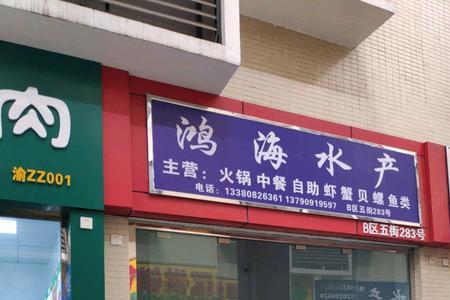 肉
渝ZZ001
鸿海水产
主营：火锅 中餐 自助 虾 蟹 贝 螺 鱼类
电话：13380826361 13790919597 B区五街283号
B区五街283号